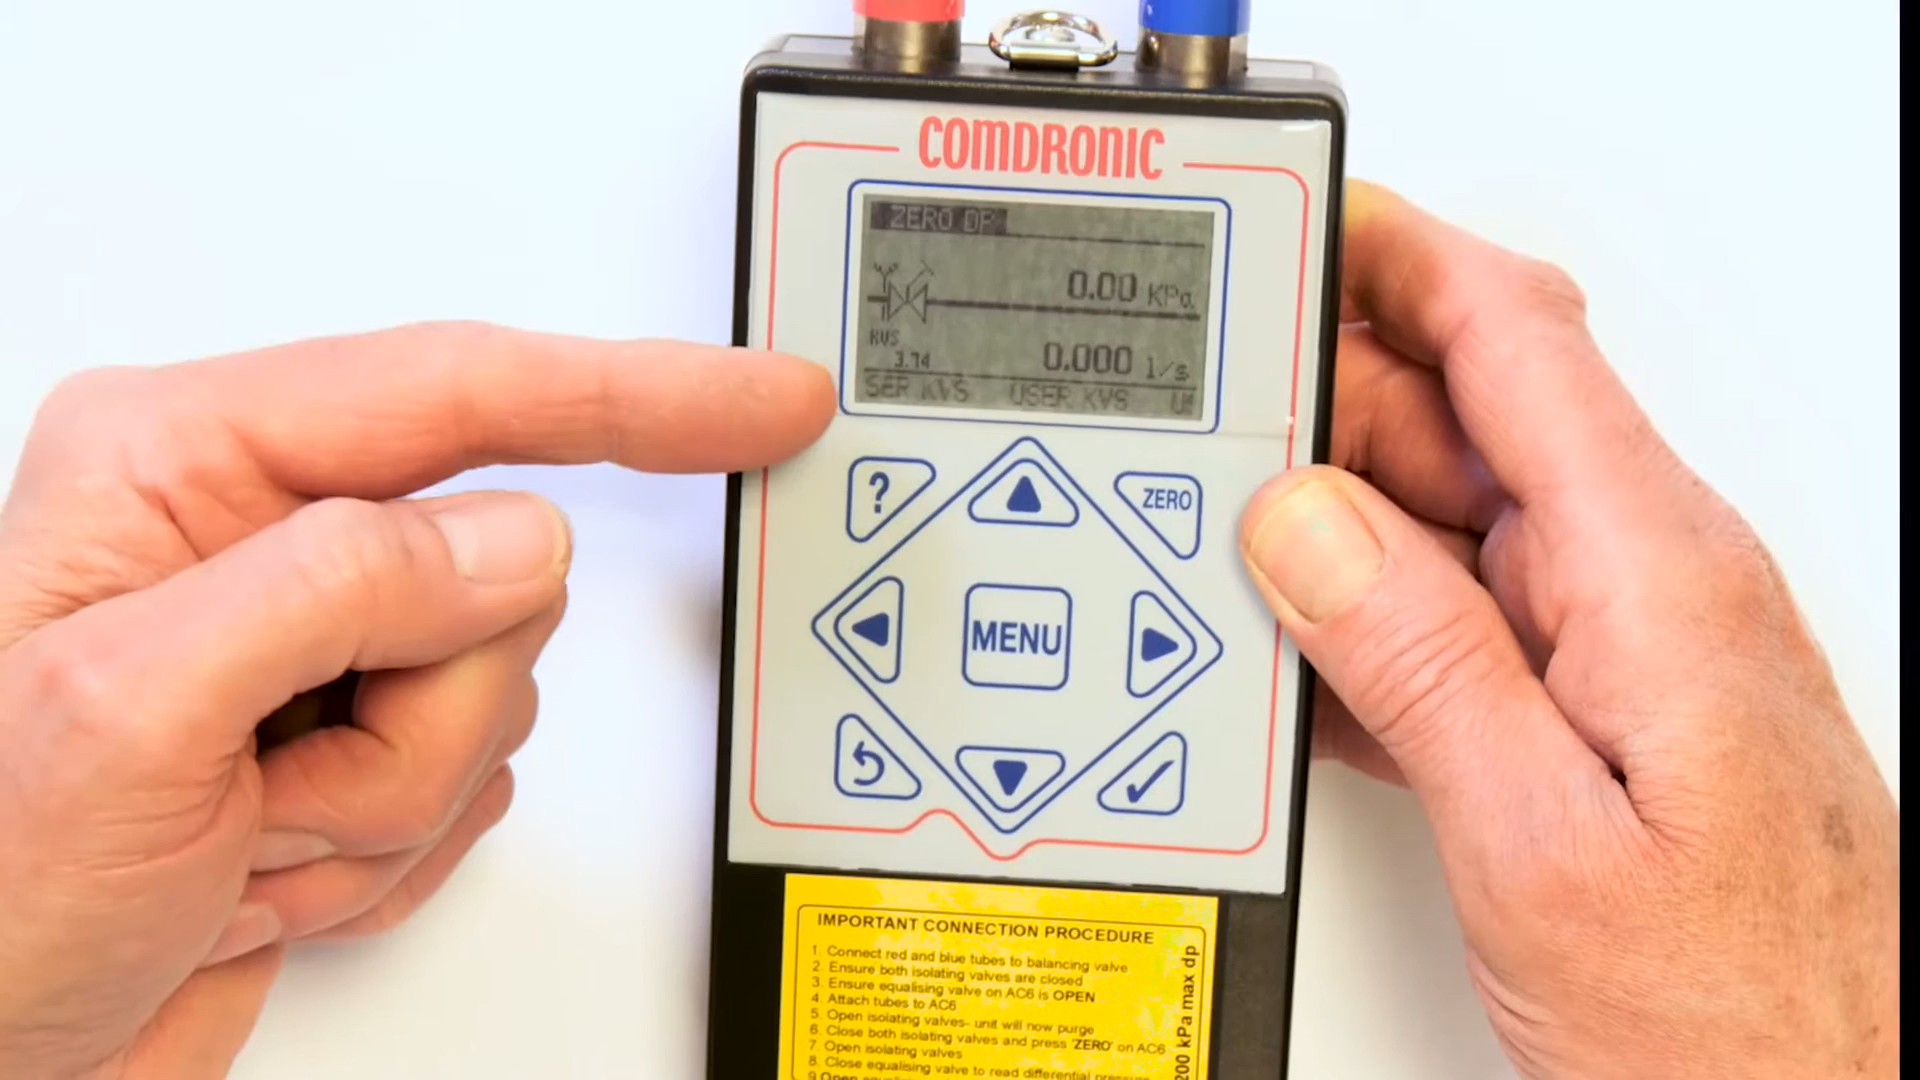 COMDRONIC
ZERO DP
0.00 KPa
KVS
3.74
0.000 l/s
SER KVS USER KVS U
?
ZERO
MENU
IMPORTANT CONNECTION PROCEDURE
1. Connect red and blue tubes to balancing valve
2. Ensure both isolating valves are closed
3. Ensure equalising valve on AC6 is OPEN
4. Attach tubes to AC6
5. Open isolating valves- unit will now purge
6. Close both isolating valves and press 'ZERO' on AC6
7. Open isolating valves
8. Close equalising valve to read differential pressure
9 Open
200 kPa max dp